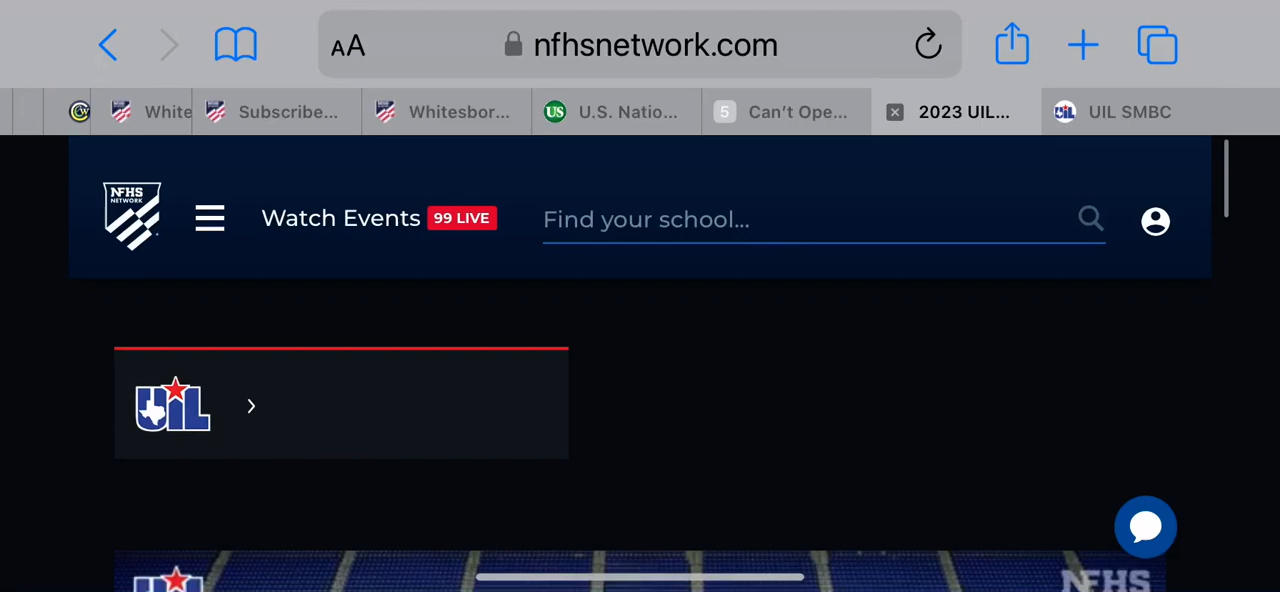 AA nfhsnetwork.com
White Subscribe... Whitesbor... US U.S. Natio... 5 Can't Ope... 2023 UIL... UIL SMBC
NFHS
NETWORK
Watch Events 99 LIVE Find your school...
UIL
NFHS